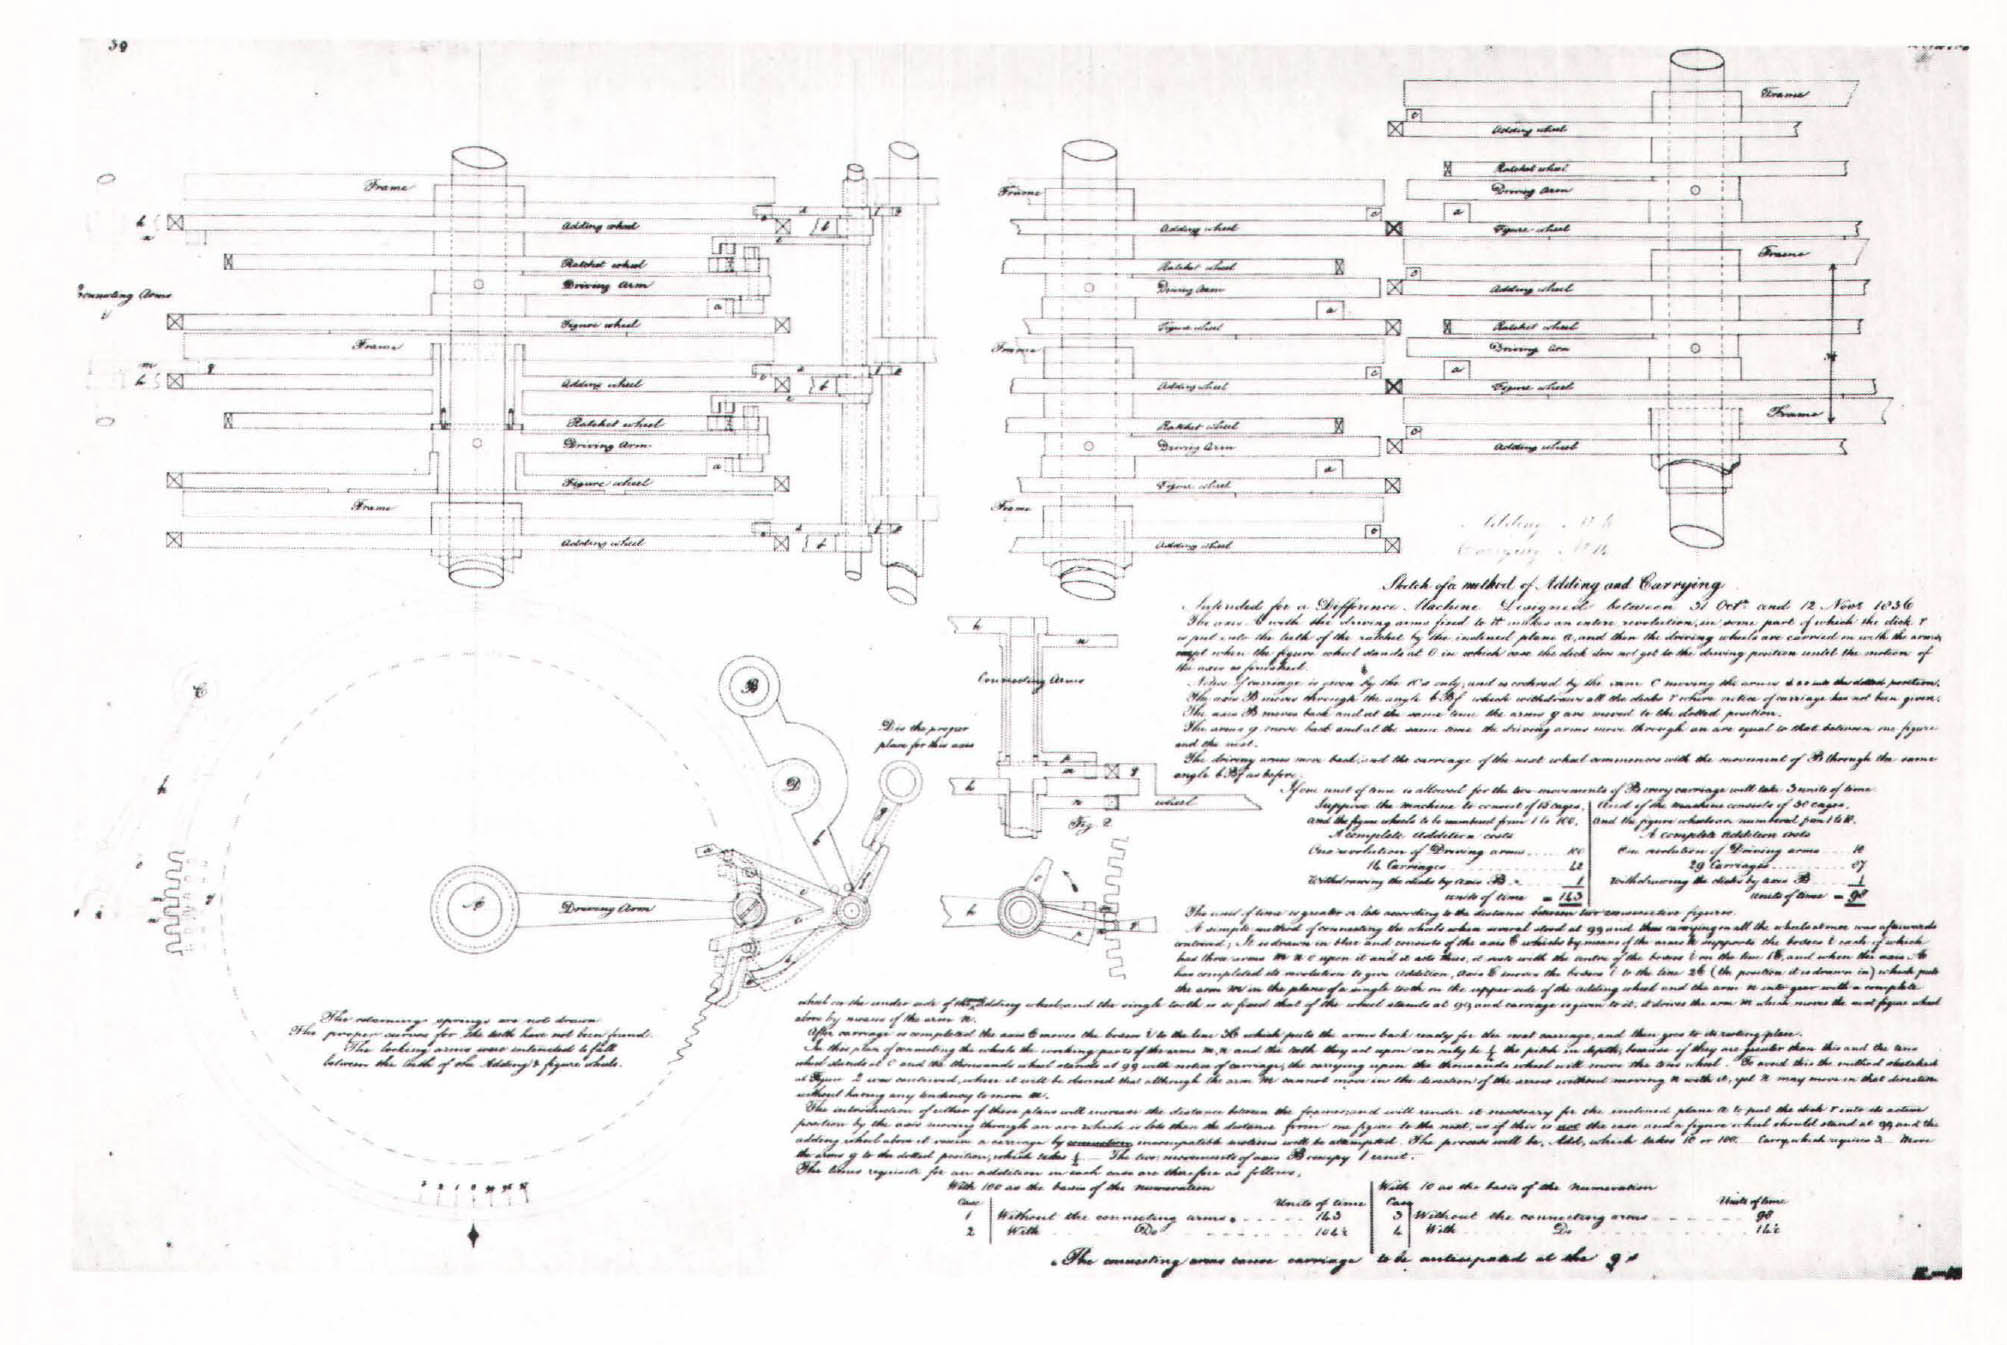 39
Frame
Adding wheel
Ratchet wheel
Driving Arm
Figure wheel
Frame
Connecting Arms
Adding wheel
Ratchet wheel
Driving Arm
Figure wheel
Frame
Adding wheel
Frame
Adding wheel
Ratchet wheel
Driving Arm
Figure wheel
Frame
Adding wheel
Ratchet wheel
Driving Arm
Figure wheel
Frame
Adding wheel
Frame
Adding wheel
Ratchet wheel
Driving Arm
Figure wheel
Frame
Adding wheel
Ratchet wheel
Driving Arm
Figure wheel
Frame
Adding wheel
Adding
Carrying
Sketch of a method of Adding and Carrying
Intended for a Difference Machine Designed between 31 Octr and 12 Novr 1836
The axis A with the driving arms fixed to it makes an entire revolution, in some part of which the dick r
is put into the teeth of the ratchet by the inclined plane a, and then the driving wheels are carried on with the arms
except when the figure wheel stands at 0 in which case the dick does not get to the driving position until the motion of
the axis is finished.
Notice of carriage is given by the only, and is ordered by the cam C moving the arms to the dotted position.
The axis B moves through the angle b B f which withdraws all the dicks r where notice of carriage has not been given.
The axis B moves back and at the same time the arms g are moved to the dotted position.
The arms g move back and at the same time the driving arms move through an arc equal to that between one figure
and the next.
The driving arms move back, and the carriage of the next wheel commences with the movement of B through the same
angle b B f as before.
If one unit of time is allowed for the two movements of B every carriage will take 3 units of time
Suppose the machine to consist of 15 cages, And if the machine consists of 30 cages,
and the figure wheels to be numbered from 1 to 100, and the figure wheels are numbered from 1 to 10.
A complete Addition costs A complete Addition costs
One revolution of Driving arms 100 One revolution of Driving arms 10
14 Carriages 42 29 Carriages 87
Withdrawing the dicks by axis B 1 Withdrawing the dicks by axis B 1
units of time = 143 Units of time = 98
The unit of time is greater or less according to the distance between two consecutive figures.
A simple method of connecting the wheels when several stood at 99 and thus carrying on all the wheels at once was afterwards
contrived; It is drawn in blue and consists of the axis C which by means of the arms h supports the bosses i each of which
has three arms m n o upon it and it acts thus, it rests with the centre of the bosses i on the line 1C, and when the axis A
has completed its revolution to give addition, Axis C moves the bosses i to the line 2C (the position it is drawn in) which puts
the arm m in the plane of a single tooth on the upper side of the adding wheel and the arm n into gear with a complete
wheel on the under side of the Adding wheel, and the single tooth is so fixed that if the wheel stands at 99 and carriage is given to it, it drives the arm m which moves the next figure wheel
above by means of the arm n.
After carriage is completed the axis C moves the bosses i to the line 3C which puts the arms back ready for the next carriage, and then goes to its resting place.
In this plan of connecting the wheels the working parts of the arms m, n and the teeth they act upon can only be ½ the pitch in depth, because if they are greater than this and the tens
wheel stands at and the thousands wheel stands at 99 with notice of carriage, the carrying upon the thousands wheel will move the tens wheel. To avoid this the method sketched
at Figure 2 was contrived, where it will be observed that although the arm m cannot move in the direction of the arrow without moving n with it, yet n may move in that direction
without having any tendency to move m.
The introduction of either of these plans will increase the distance between the frames, and will render it necessary for the inclined plane a to put the dick r into its active
position by the axis moving through an arc which is less than the distance from one figure to the next, as if this is not the case and a figure wheel should stand at 99 and the
adding wheel above it receive a carriage by incompatible motions will be attempted. The process will be, Add, which takes 10 or 100. Carry, which requires 3. Move
the arms g to the dotted position, which takes ½. The two movements of axis B occupy 1 unit.
The times requisite for an addition in each case are therefore as follows,
With 100 as the basis of the numeration With 10 as the basis of the numeration
Case Units of time Case Units of time
1 Without the connecting arms 143 3 Without the connecting arms 98
2 With Do 104½ 4 With Do 14½
The connecting arms cause carriage to be anticipated at the 9's
C
B
D
D is the proper
place for this axis
Connecting Arms
wheel
Fig 2
A
Driving Arm
The returning springs are not drawn
The proper curves for the teeth have not been found.
The locking arms were intended to fall
between the teeth of the Adding & figure wheels.